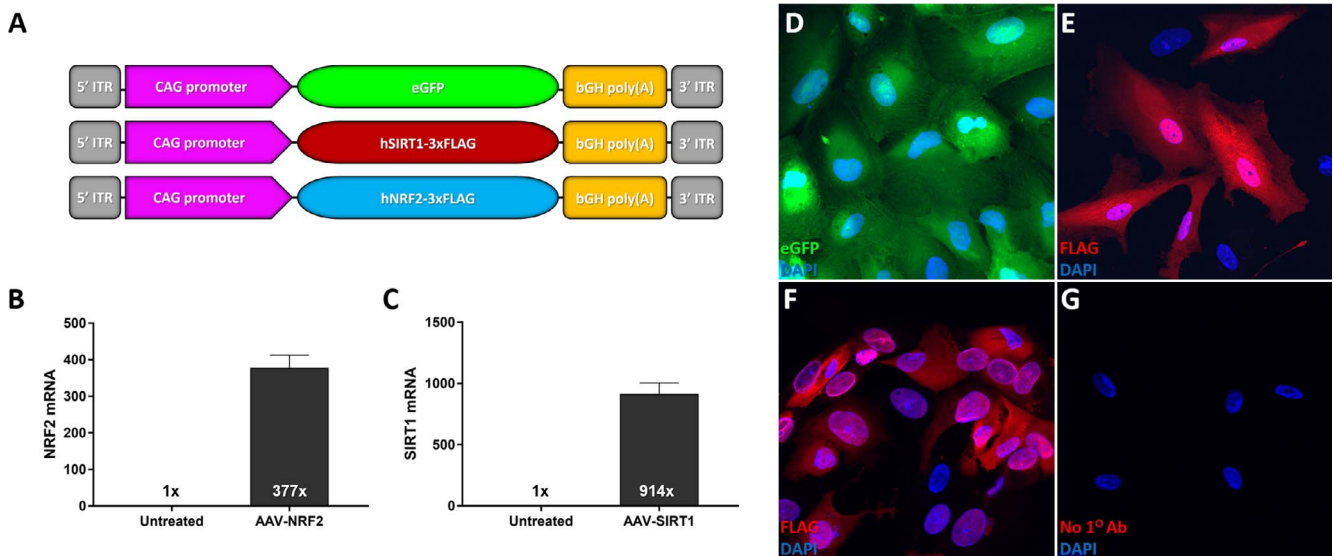 A
5' ITR CAG promoter eGFP bGH poly(A) 3' ITR
5' ITR CAG promoter hSIRT1-3xFLAG bGH poly(A) 3' ITR
5' ITR CAG promoter hNRF2-3xFLAG bGH poly(A) 3' ITR
B
NRF2 mRNA
500
400
300
200
100
0
1x
377x
Untreated AAV-NRF2
C
SIRT1 mRNA
1500
1000
500
0
1x
914x
Untreated AAV-SIRT1
D
eGFP
DAPI
E
FLAG
DAPI
F
FLAG
DAPI
G
No 1° Ab
DAPI